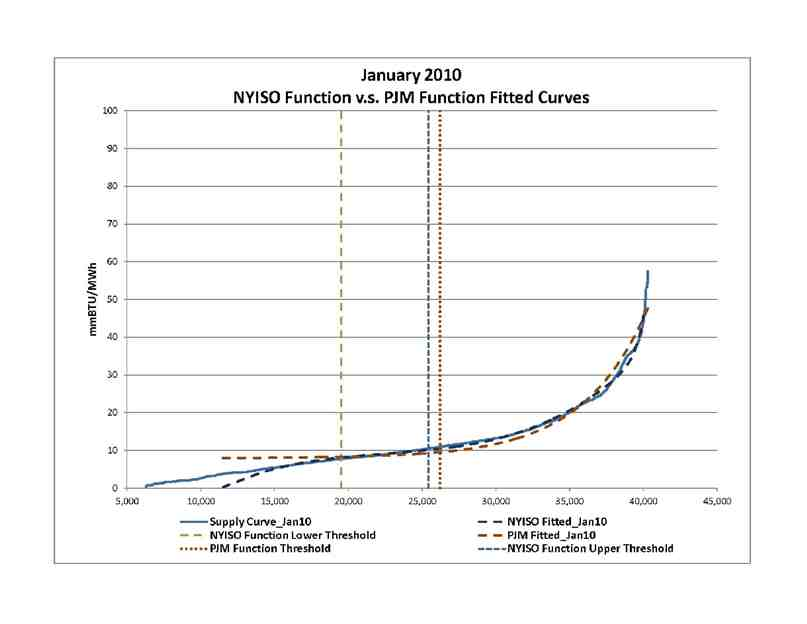 January 2010
NYISO Function v.s. PJM Function Fitted Curves
mmBTU/MWh
100
90
80
70
60
50
40
30
20
10
0
5,000 10,000 15,000 20,000 25,000 30,000 35,000 40,000 45,000
Supply Curve_Jan10 NYISO Fitted_Jan10
NYISO Function Lower Threshold PJM Fitted_Jan10
PJM Function Threshold NYISO Function Upper Threshold